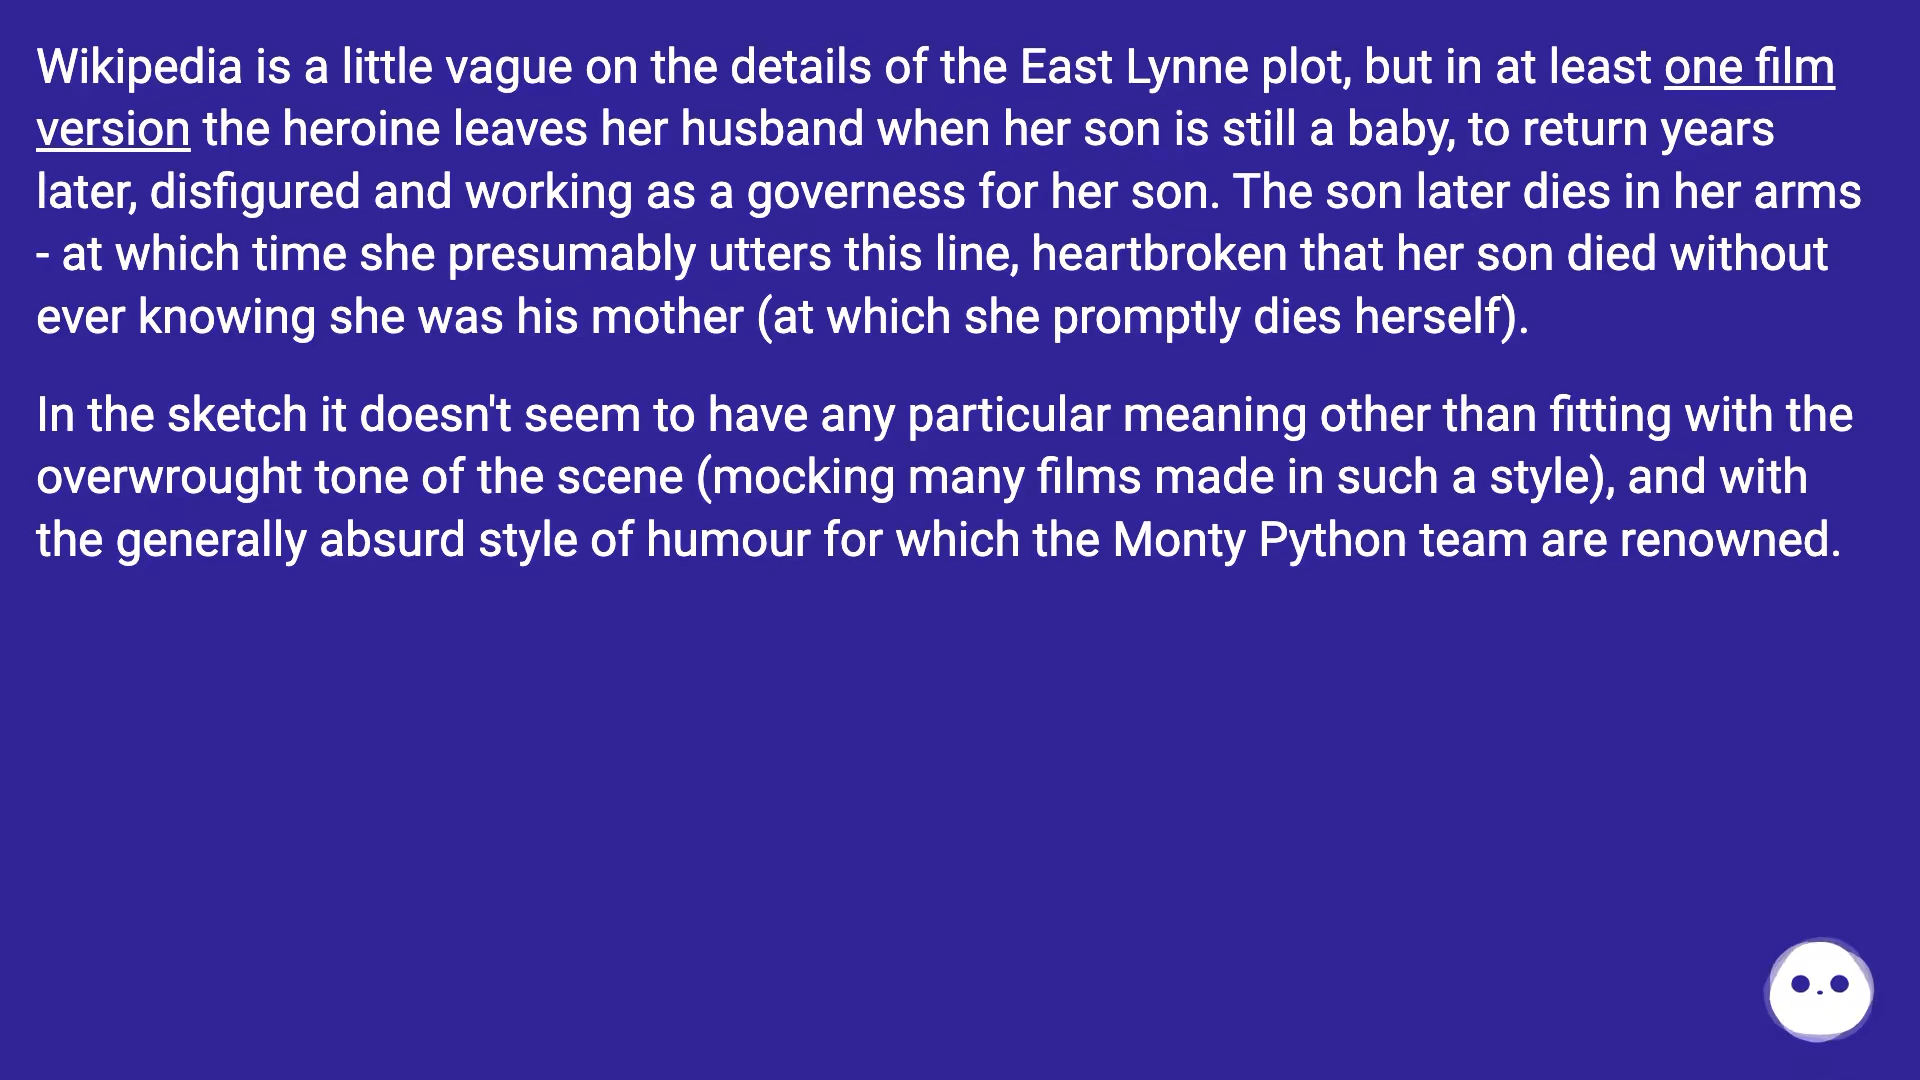 Wikipedia is a little vague on the details of the East Lynne plot, but in at least one film
version the heroine leaves her husband when her son is still a baby, to return years
later, disfigured and working as a governess for her son. The son later dies in her arms
- at which time she presumably utters this line, heartbroken that her son died without
ever knowing she was his mother (at which she promptly dies herself).
In the sketch it doesn't seem to have any particular meaning other than fitting with the
overwrought tone of the scene (mocking many films made in such a style), and with
the generally absurd style of humour for which the Monty Python team are renowned.